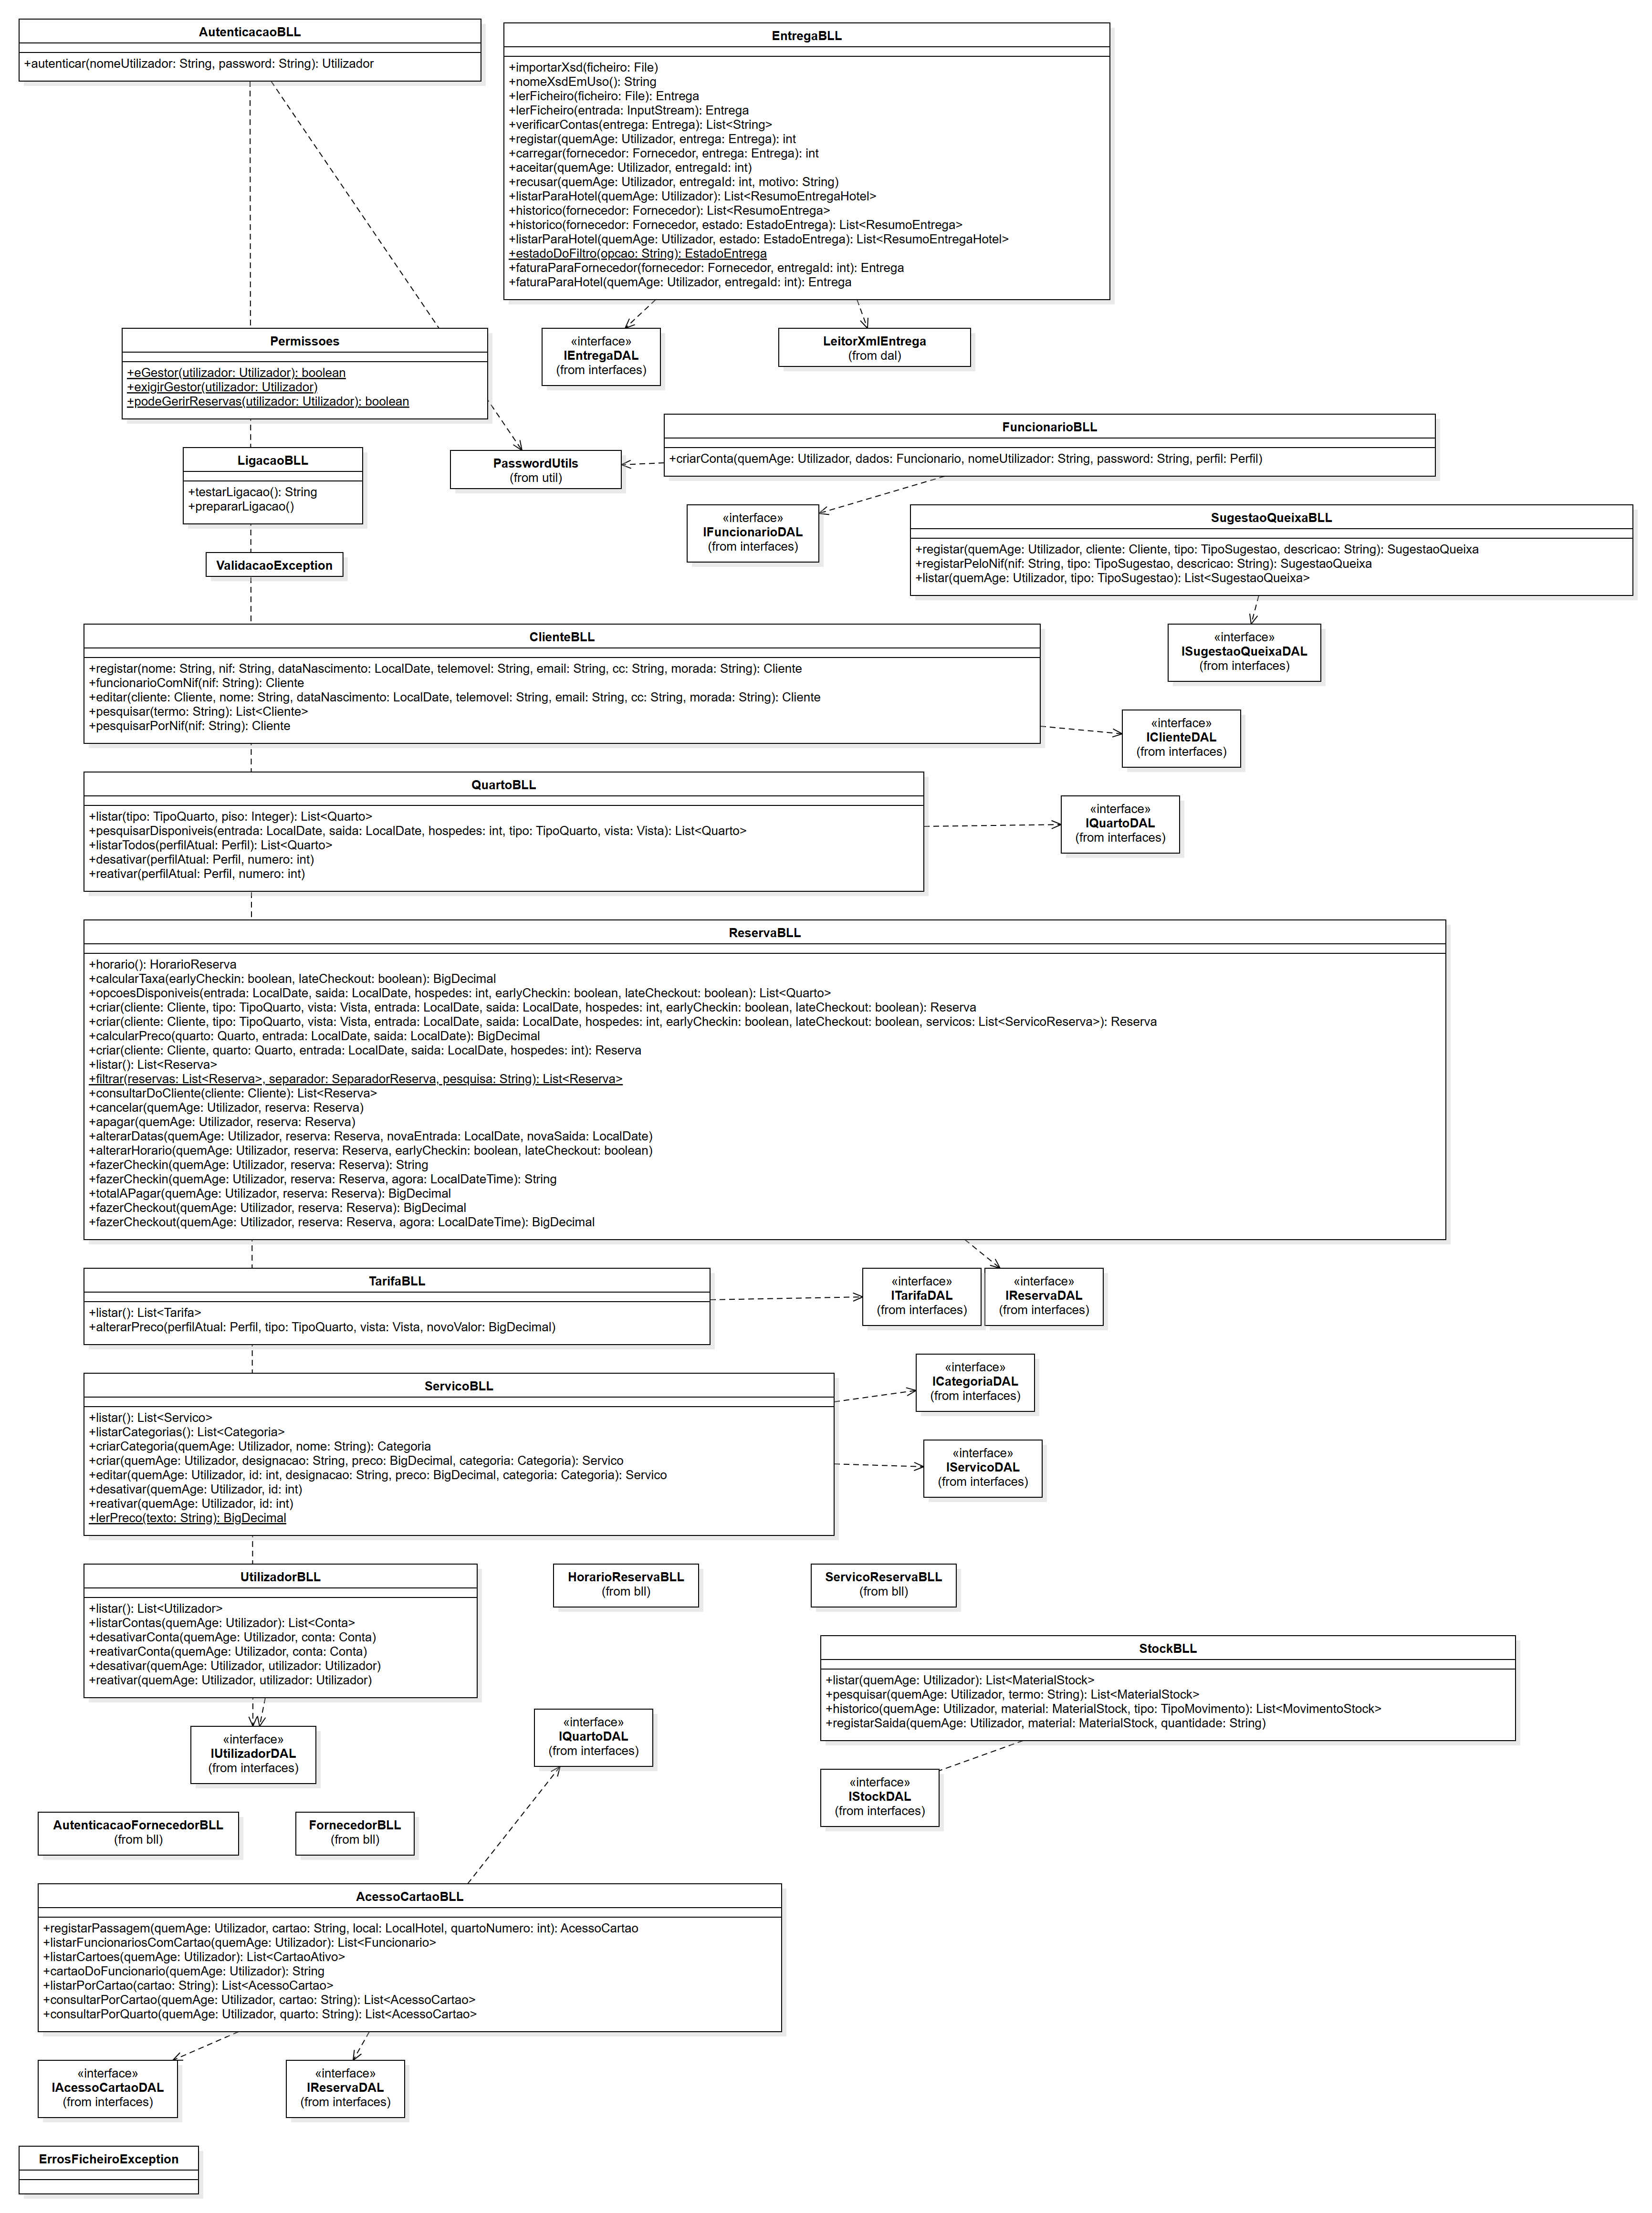 AutenticacaoBLL
+autenticar(nomeUtilizador: String, password: String): Utilizador
EntregaBLL
+importarXsd(ficheiro: File)
+nomeXsdEmUso(): String
+lerFicheiro(ficheiro: File): Entrega
+lerFicheiro(entrada: InputStream): Entrega
+verificarContas(entrega: Entrega): List<String>
+registar(quemAge: Utilizador, entrega: Entrega): int
+carregar(fornecedor: Fornecedor, entrega: Entrega): int
+aceitar(quemAge: Utilizador, entregaId: int)
+recusar(quemAge: Utilizador, entregaId: int, motivo: String)
+listarParaHotel(quemAge: Utilizador): List<ResumoEntregaHotel>
+historico(fornecedor: Fornecedor): List<ResumoEntrega>
+historico(fornecedor: Fornecedor, estado: EstadoEntrega): List<ResumoEntrega>
+listarParaHotel(quemAge: Utilizador, estado: EstadoEntrega): List<ResumoEntregaHotel>
+estadoDoFiltro(opcao: String): EstadoEntrega
+faturaParaFornecedor(fornecedor: Fornecedor, entregaId: int): Entrega
+faturaParaHotel(quemAge: Utilizador, entregaId: int): Entrega
Permissoes
+eGestor(utilizador: Utilizador): boolean
+exigirGestor(utilizador: Utilizador)
+podeGerirReservas(utilizador: Utilizador): boolean
«interface»
IEntregaDAL
(from interfaces)
LeitorXmlEntrega
(from dal)
LigacaoBLL
+testarLigacao(): String
+prepararLigacao()
PasswordUtils
(from util)
FuncionarioBLL
+criarConta(quemAge: Utilizador, dados: Funcionario, nomeUtilizador: String, password: String, perfil: Perfil)
«interface»
IFuncionarioDAL
(from interfaces)
SugestaoQueixaBLL
+registar(quemAge: Utilizador, cliente: Cliente, tipo: TipoSugestao, descricao: String): SugestaoQueixa
+registarPeloNif(nif: String, tipo: TipoSugestao, descricao: String): SugestaoQueixa
+listar(quemAge: Utilizador, tipo: TipoSugestao): List<SugestaoQueixa>
ValidacaoException
«interface»
ISugestaoQueixaDAL
(from interfaces)
ClienteBLL
+registar(nome: String, nif: String, dataNascimento: LocalDate, telemovel: String, email: String, cc: String, morada: String): Cliente
+funcionarioComNif(nif: String): Cliente
+editar(cliente: Cliente, nome: String, dataNascimento: LocalDate, telemovel: String, email: String, cc: String, morada: String): Cliente
+pesquisar(termo: String): List<Cliente>
+pesquisarPorNif(nif: String): Cliente
«interface»
IClienteDAL
(from interfaces)
QuartoBLL
+listar(tipo: TipoQuarto, piso: Integer): List<Quarto>
+pesquisarDisponiveis(entrada: LocalDate, saida: LocalDate, hospedes: int, tipo: TipoQuarto, vista: Vista): List<Quarto>
+listarTodos(perfilAtual: Perfil): List<Quarto>
+desativar(perfilAtual: Perfil, numero: int)
+reativar(perfilAtual: Perfil, numero: int)
«interface»
IQuartoDAL
(from interfaces)
ReservaBLL
+horario(): HorarioReserva
+calcularTaxa(earlyCheckin: boolean, lateCheckout: boolean): BigDecimal
+opcoesDisponiveis(entrada: LocalDate, saida: LocalDate, hospedes: int, earlyCheckin: boolean, lateCheckout: boolean): List<Quarto>
+criar(cliente: Cliente, tipo: TipoQuarto, vista: Vista, entrada: LocalDate, saida: LocalDate, hospedes: int, earlyCheckin: boolean, lateCheckout: boolean): Reserva
+criar(cliente: Cliente, tipo: TipoQuarto, vista: Vista, entrada: LocalDate, saida: LocalDate, hospedes: int, earlyCheckin: boolean, lateCheckout: boolean, servicos: List<ServicoReserva>): Reserva
+calcularPreco(quarto: Quarto, entrada: LocalDate, saida: LocalDate): BigDecimal
+criar(cliente: Cliente, quarto: Quarto, entrada: LocalDate, saida: LocalDate, hospedes: int): Reserva
+listar(): List<Reserva>
+filtrar(reservas: List<Reserva>, separador: SeparadorReserva, pesquisa: String): List<Reserva>
+consultarDoCliente(cliente: Cliente): List<Reserva>
+cancelar(quemAge: Utilizador, reserva: Reserva)
+apagar(quemAge: Utilizador, reserva: Reserva)
+alterarDatas(quemAge: Utilizador, reserva: Reserva, novaEntrada: LocalDate, novaSaida: LocalDate)
+alterarHorario(quemAge: Utilizador, reserva: Reserva, earlyCheckin: boolean, lateCheckout: boolean)
+fazerCheckin(quemAge: Utilizador, reserva: Reserva): String
+fazerCheckin(quemAge: Utilizador, reserva: Reserva, agora: LocalDateTime): String
+totalAPagar(quemAge: Utilizador, reserva: Reserva): BigDecimal
+fazerCheckout(quemAge: Utilizador, reserva: Reserva): BigDecimal
+fazerCheckout(quemAge: Utilizador, reserva: Reserva, agora: LocalDateTime): BigDecimal
TarifaBLL
+listar(): List<Tarifa>
+alterarPreco(perfilAtual: Perfil, tipo: TipoQuarto, vista: Vista, novoValor: BigDecimal)
«interface»
ITarifaDAL
(from interfaces)
«interface»
IReservaDAL
(from interfaces)
ServicoBLL
+listar(): List<Servico>
+listarCategorias(): List<Categoria>
+criarCategoria(quemAge: Utilizador, nome: String): Categoria
+criar(quemAge: Utilizador, designacao: String, preco: BigDecimal, categoria: Categoria): Servico
+editar(quemAge: Utilizador, id: int, designacao: String, preco: BigDecimal, categoria: Categoria): Servico
+desativar(quemAge: Utilizador, id: int)
+reativar(quemAge: Utilizador, id: int)
+lerPreco(texto: String): BigDecimal
«interface»
ICategoriaDAL
(from interfaces)
«interface»
IServicoDAL
(from interfaces)
UtilizadorBLL
+listar(): List<Utilizador>
+listarContas(quemAge: Utilizador): List<Conta>
+desativarConta(quemAge: Utilizador, conta: Conta)
+reativarConta(quemAge: Utilizador, conta: Conta)
+desativar(quemAge: Utilizador, utilizador: Utilizador)
+reativar(quemAge: Utilizador, utilizador: Utilizador)
HorarioReservaBLL
(from bll)
ServicoReservaBLL
(from bll)
StockBLL
+listar(quemAge: Utilizador): List<MaterialStock>
+pesquisar(quemAge: Utilizador, termo: String): List<MaterialStock>
+historico(quemAge: Utilizador, material: MaterialStock, tipo: TipoMovimento): List<MovimentoStock>
+registarSaida(quemAge: Utilizador, material: MaterialStock, quantidade: String)
«interface»
IQuartoDAL
(from interfaces)
«interface»
IUtilizadorDAL
(from interfaces)
«interface»
IStockDAL
(from interfaces)
AutenticacaoFornecedorBLL
(from bll)
FornecedorBLL
(from bll)
AcessoCartaoBLL
+registarPassagem(quemAge: Utilizador, cartao: String, local: LocalHotel, quartoNumero: int): AcessoCartao
+listarFuncionariosComCartao(quemAge: Utilizador): List<Funcionario>
+listarCartoes(quemAge: Utilizador): List<CartaoAtivo>
+cartaoDoFuncionario(quemAge: Utilizador): String
+listarPorCartao(cartao: String): List<AcessoCartao>
+consultarPorCartao(quemAge: Utilizador, cartao: String): List<AcessoCartao>
+consultarPorQuarto(quemAge: Utilizador, quarto: String): List<AcessoCartao>
«interface»
IAcessoCartaoDAL
(from interfaces)
«interface»
IReservaDAL
(from interfaces)
ErrosFicheiroException